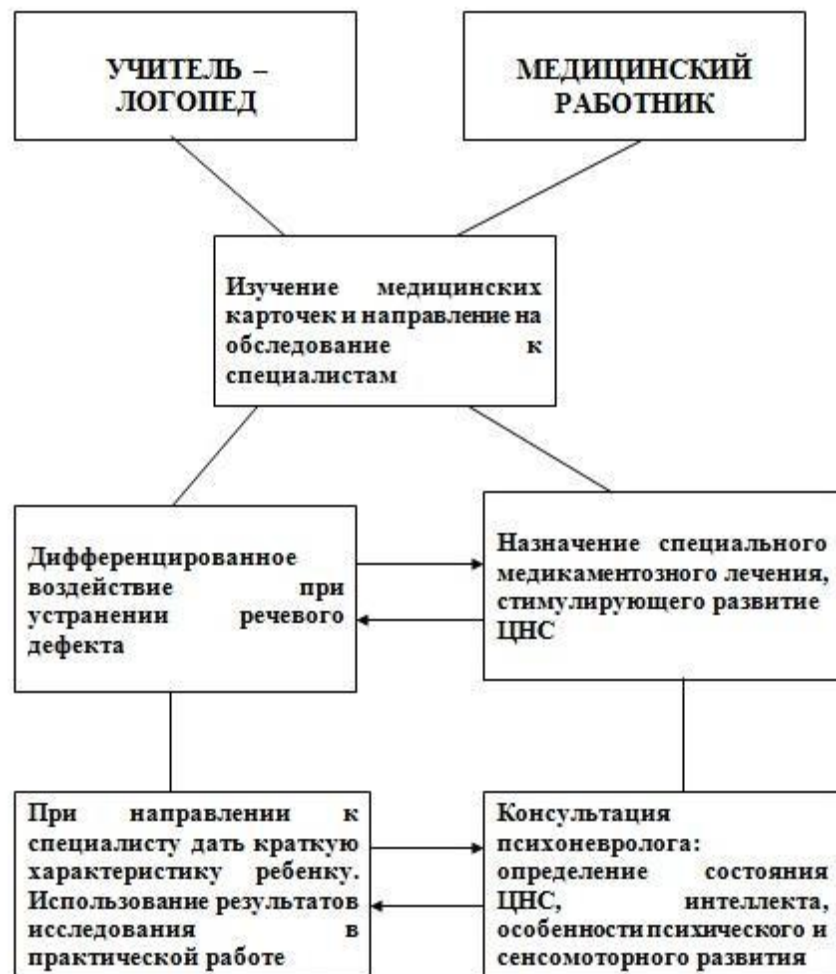 УЧИТЕЛЬ –
ЛОГОПЕД
МЕДИЦИНСКИЙ
РАБОТНИК
Изучение медицинских
карточек и направление на
обследование к
специалистам
Дифференцированное
воздействие при
устранении речевого
дефекта
Назначение специального
медикаментозного лечения,
стимулирующего развитие
ЦНС
При направлении к
специалисту дать краткую
характеристику ребенку.
Использование результатов
исследования в
практической работе
Консультация
психоневролога:
определение состояния
ЦНС, интеллекта,
особенности психического и
сенсомоторного развития